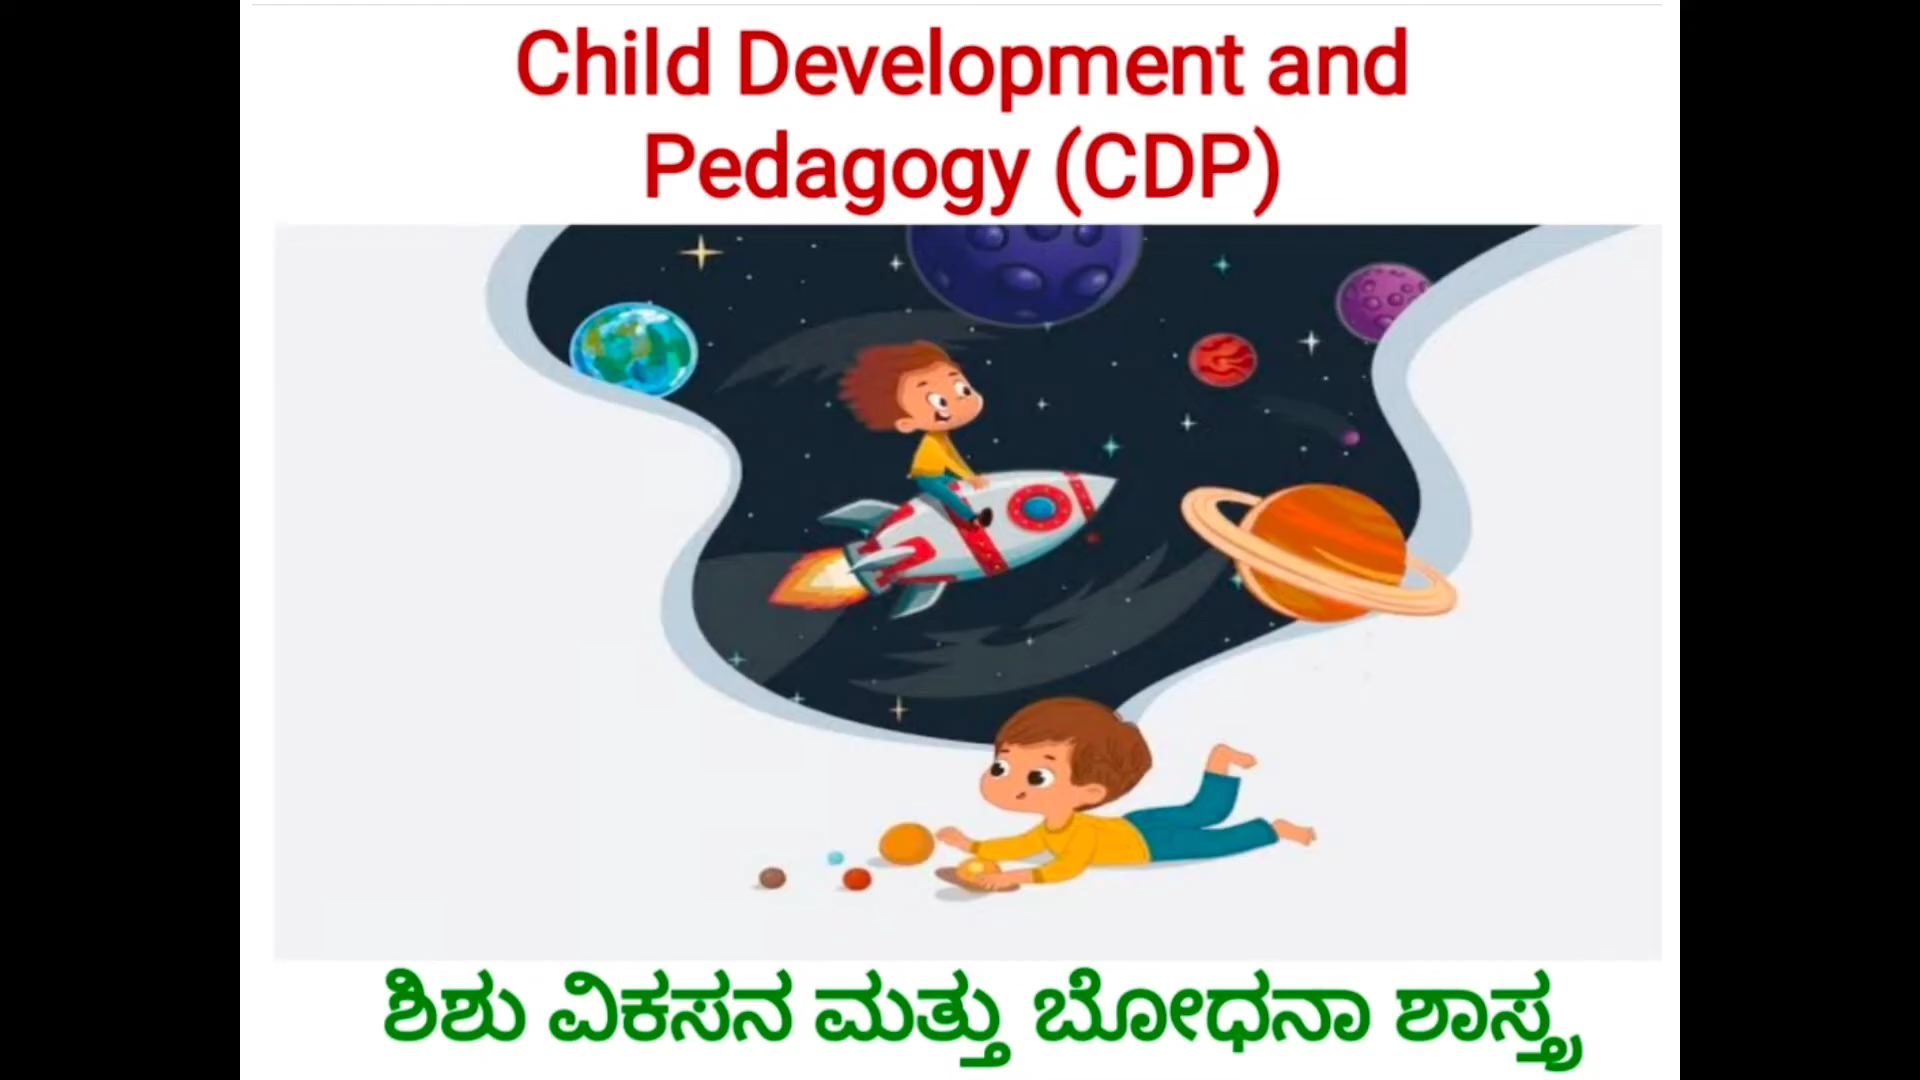 Child Development and
Pedagogy (CDP)
ಶಿಶು ವಿಕಸನ ಮತ್ತು ಬೋಧನಾ ಶಾಸ್ತೃ